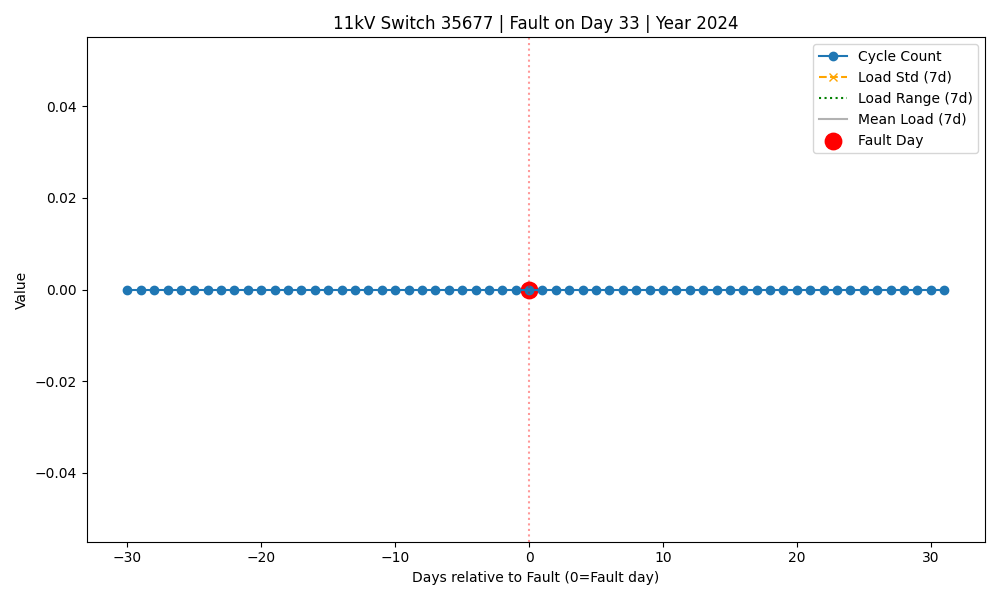 11kV Switch 35677 | Fault on Day 33 | Year 2024
Cycle Count
Load Std (7d)
Load Range (7d)
Mean Load (7d)
Fault Day
Value
0.04
0.02
0.00
−0.02
−0.04
−30
−20
−10
0
10
20
30
Days relative to Fault (0=Fault day)